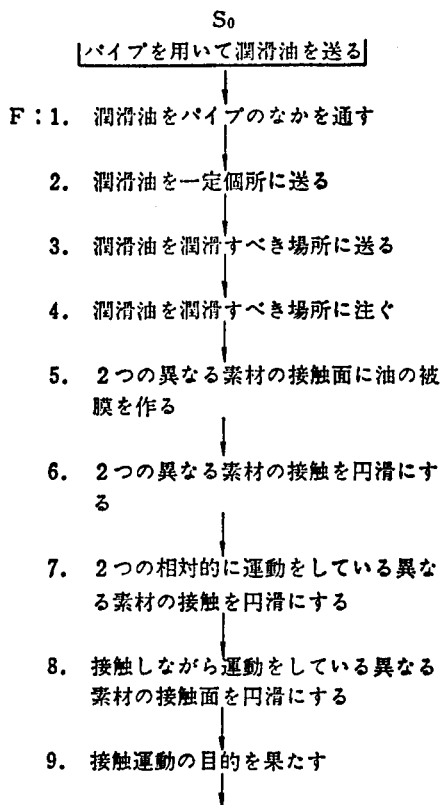 S₀
パイプを用いて潤滑油を送る
F:1. 潤滑油をパイプのなかを通す
2. 潤滑油を一定個所に送る
3. 潤滑油を潤滑すべき場所に送る
4. 潤滑油を潤滑すべき場所に注ぐ
5. 2つの異なる素材の接触面に油の被
膜を作る
6. 2つの異なる素材の接触を円滑にす
る
7. 2つの相対的に運動をしている異な
る素材の接触を円滑にする
8. 接触しながら運動をしている異なる
素材の接触面を円滑にする
9. 接触運動の目的を果たす